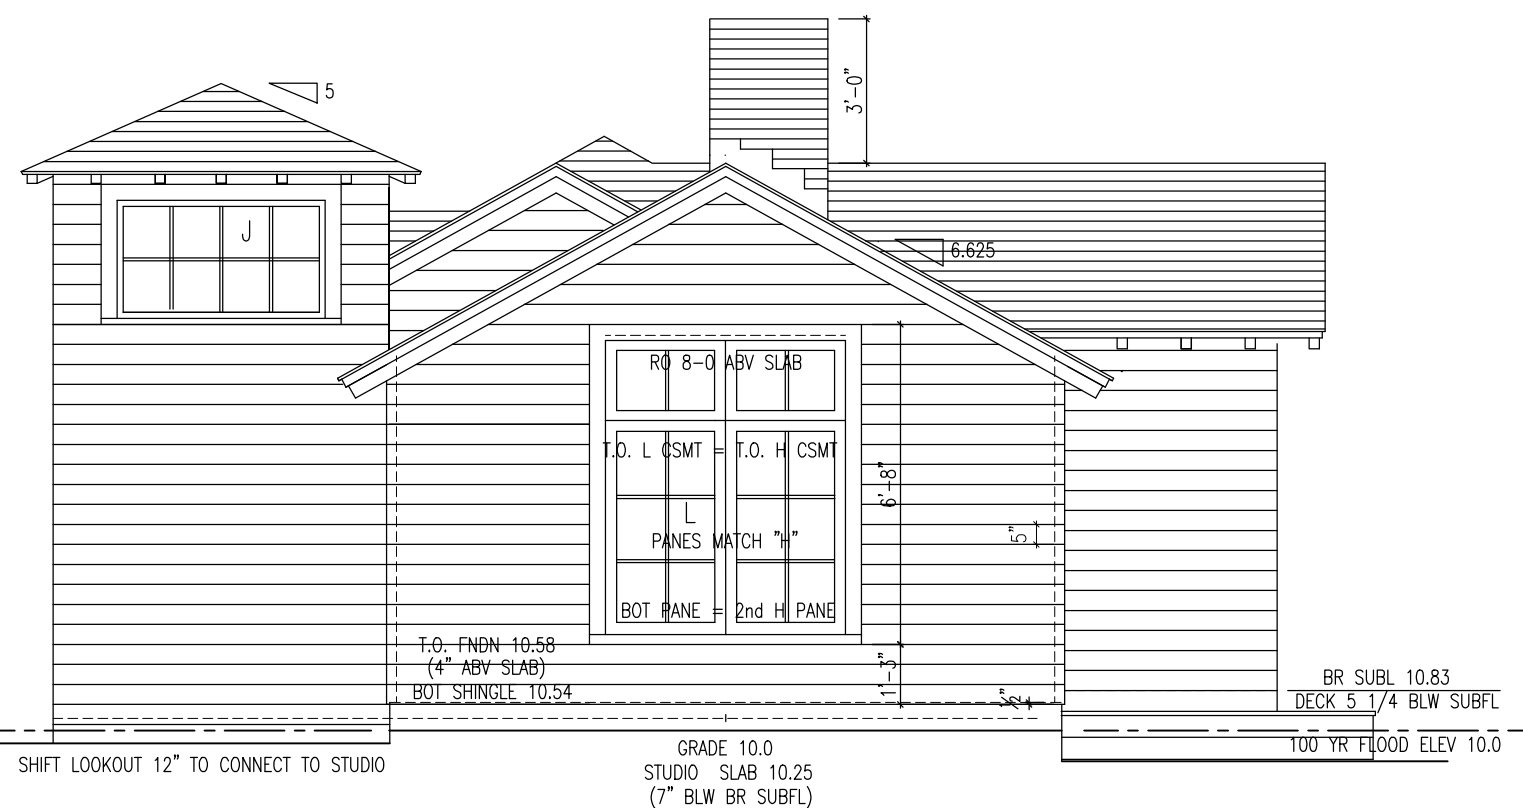 5
3'-0"
J
6.625
RO 8-0 ABV SLAB
T.O. L CSMT = T.O. H CSMT
6'-8"
L
5"
PANES MATCH "H"
BOT PANE = 2nd H PANE
T.O. FNDN 10.58
(4" ABV SLAB)
BOT SHINGLE 10.54
1'-3"
½"
BR SUBL 10.83
DECK 5 1/4 BLW SUBFL
100 YR FLOOD ELEV 10.0
SHIFT LOOKOUT 12" TO CONNECT TO STUDIO
GRADE 10.0
STUDIO SLAB 10.25
(7" BLW BR SUBFL)